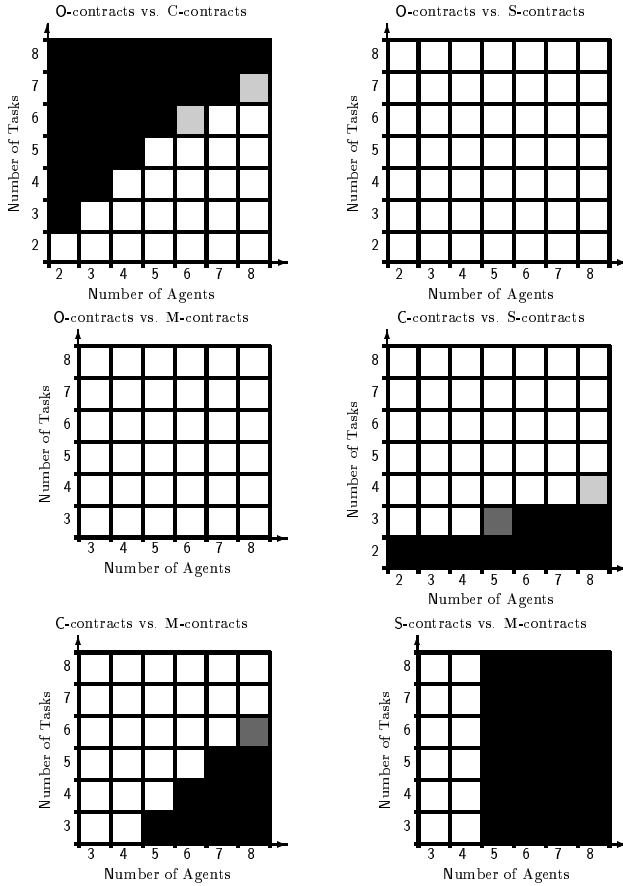 O-contracts vs. C-contracts
8
7
6
5
4
3
2
Number of Tasks
2 3 4 5 6 7 8
Number of Agents
O-contracts vs. S-contracts
8
7
6
5
4
3
2
Number of Tasks
2 3 4 5 6 7 8
Number of Agents
O-contracts vs. M-contracts
8
7
6
5
4
3
Number of Tasks
3 4 5 6 7 8
Number of Agents
C-contracts vs. S-contracts
8
7
6
5
4
3
2
Number of Tasks
2 3 4 5 6 7 8
Number of Agents
C-contracts vs. M-contracts
8
7
6
5
4
3
Number of Tasks
3 4 5 6 7 8
Number of Agents
S-contracts vs. M-contracts
8
7
6
5
4
3
Number of Tasks
3 4 5 6 7 8
Number of Agents